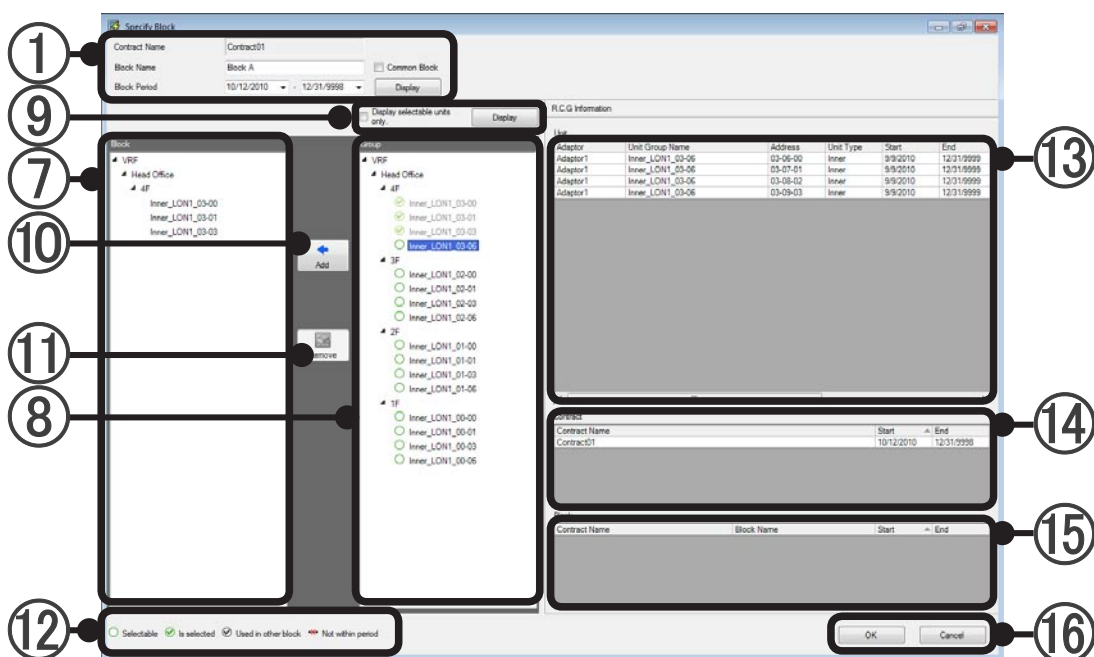 Specify Block
1
Contract Name Contract01
Block Name Block A Common Block
Block Period 10/12/2010 - 12/31/9998 Display
9
Display selectable units only. Display
R.C.G Information
Unit
7
Block
VRF
Head Office
4F
Inner_LON1_03-00
Inner_LON1_03-01
Inner_LON1_03-03
10
Add
11
Remove
8
Group
VRF
Head Office
4F
Inner_LON1_03-00
Inner_LON1_03-01
Inner_LON1_03-03
Inner_LON1_03-06
3F
Inner_LON1_02-00
Inner_LON1_02-01
Inner_LON1_02-03
Inner_LON1_02-06
2F
Inner_LON1_01-00
Inner_LON1_01-01
Inner_LON1_01-03
Inner_LON1_01-06
1F
Inner_LON1_00-00
Inner_LON1_00-01
Inner_LON1_00-03
Inner_LON1_00-06
13
Adaptor Unit Group Name Address Unit Type Start End
Adaptor1 Inner_LON1_03-06 03-06-00 Inner 9/9/2010 12/31/9999
Adaptor1 Inner_LON1_03-06 03-07-01 Inner 9/9/2010 12/31/9999
Adaptor1 Inner_LON1_03-06 03-08-02 Inner 9/9/2010 12/31/9999
Adaptor1 Inner_LON1_03-06 03-09-03 Inner 9/9/2010 12/31/9999
14
Contract
Contract Name Start End
Contract01 10/12/2010 12/31/9998
15
Block
Contract Name Block Name Start End
12
Selectable Is selected Used in other block Not within period
OK Cancel
16